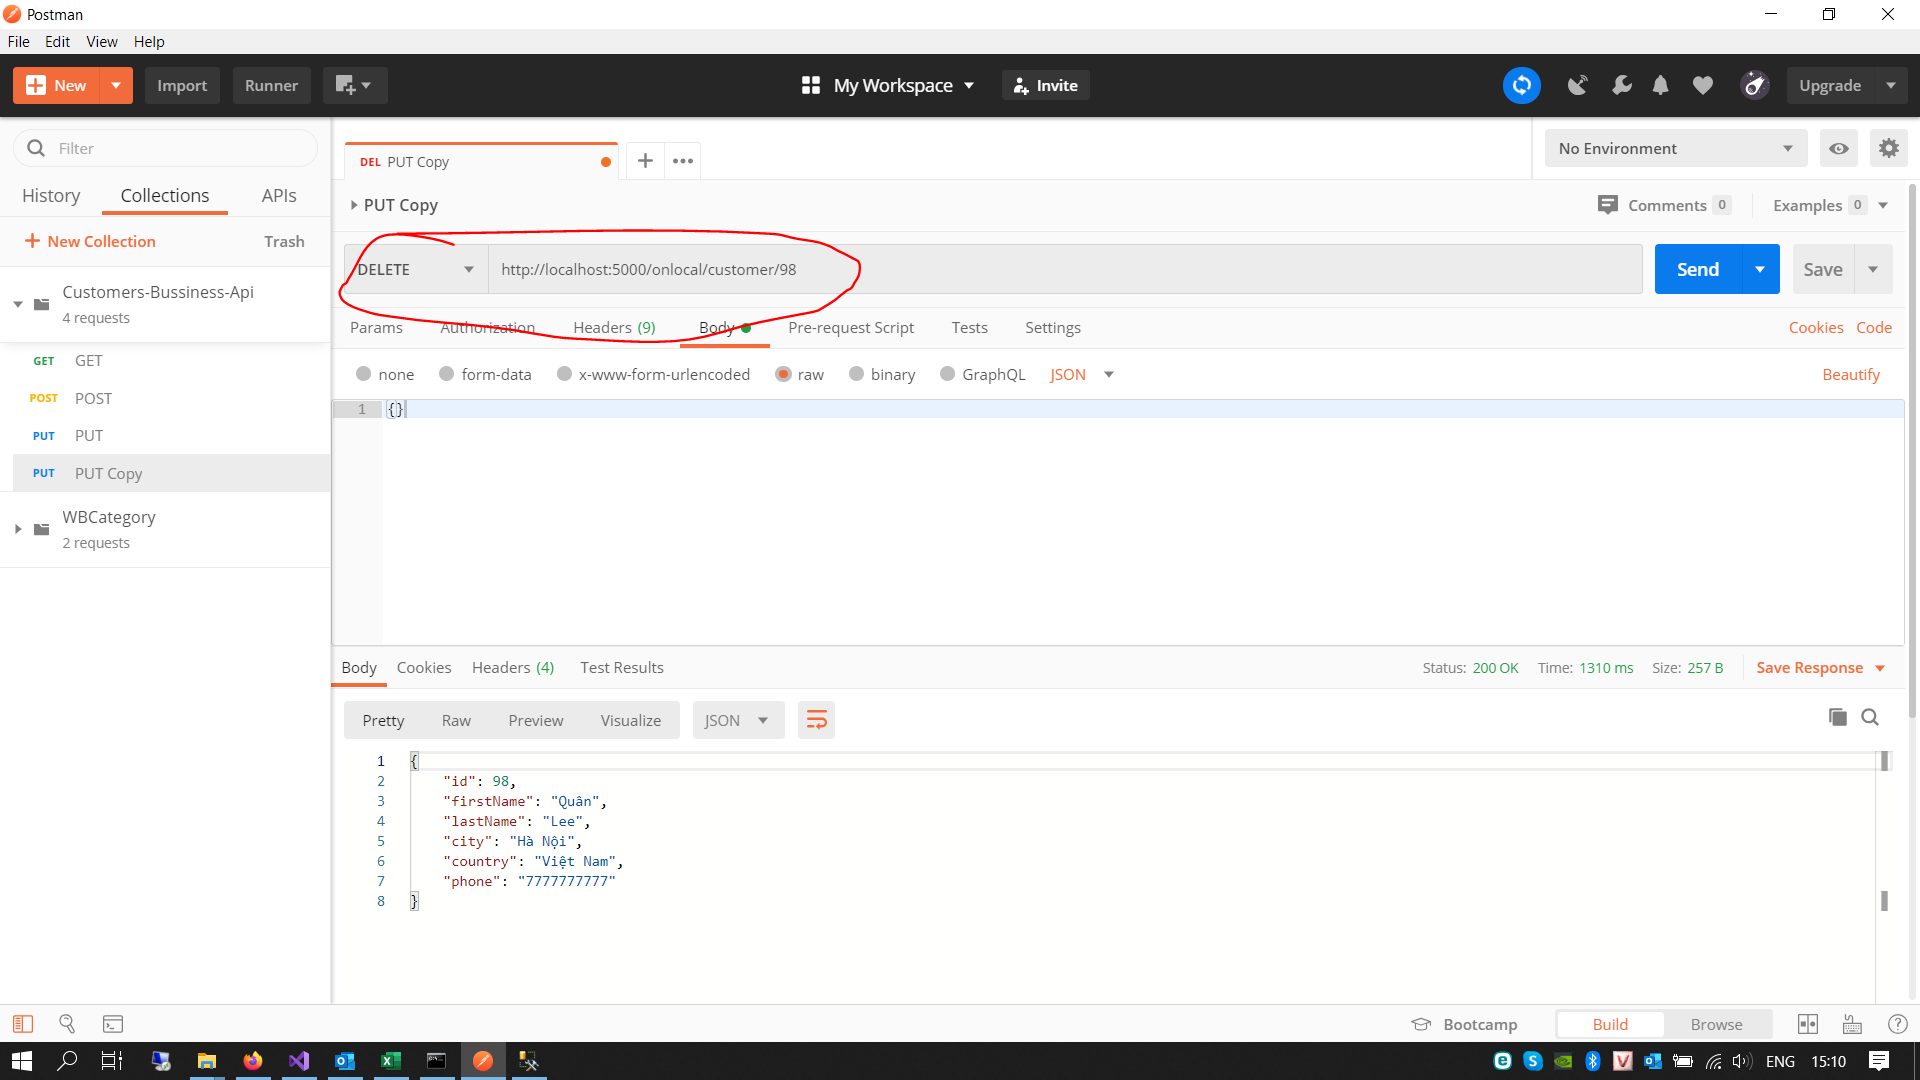 Postman
File Edit View Help
New Import Runner My Workspace Invite Upgrade
Filter
History Collections APIs
New Collection Trash
Customers-Bussiness-Api
4 requests
GET GET
POST POST
PUT PUT
PUT PUT Copy
WBCategory
2 requests
DEL PUT Copy
No Environment
PUT Copy
Comments 0 Examples 0
DELETE http://localhost:5000/onlocal/customer/98 Send Save
Params Authorization Headers (9) Body Pre-request Script Tests Settings Cookies Code
none form-data x-www-form-urlencoded raw binary GraphQL JSON Beautify
1 {}
Body Cookies Headers (4) Test Results Status: 200 OK Time: 1310 ms Size: 257 B Save Response
Pretty Raw Preview Visualize JSON
1 {
2 "id": 98,
3 "firstName": "Quân",
4 "lastName": "Lee",
5 "city": "Hà Nội",
6 "country": "Việt Nam",
7 "phone": "7777777777"
8 }
Bootcamp Build Browse
ENG 15:10